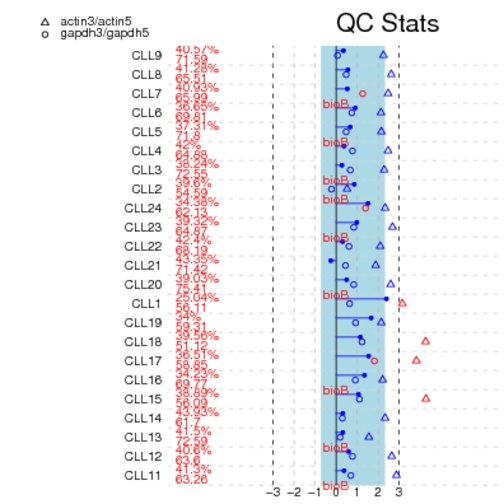 QC Stats
actin3/actin5
gapdh3/gapdh5
CLL9 40.57% 71.59
CLL8 41.28% 65.51
CLL7 40.93% 65.99
bioB
CLL6 36.65% 69.81
CLL5 37.31% 71.8
bioB
CLL4 42% 64.88
CLL3 38.24% 72.55
bioB
CLL2 39.6% 54.59
bioB
CLL24 34.38% 62.13
CLL23 39.32% 64.87
bioB
CLL22 42.4% 68.19
CLL21 43.35% 71.42
CLL20 39.03% 75.41
bioB
CLL1 25.04% 56.11
CLL19 34% 59.31
CLL18 39.56% 51.12
CLL17 36.51% 58.85
CLL16 34.23% 69.77
bioB
CLL15 38.89% 56.09
CLL14 43.93% 61.7
CLL13 41.5% 72.59
bioB
CLL12 40.6% 63.6
CLL11 41.3% 63.26
bioB
−3 −2 −1 0 1 2 3